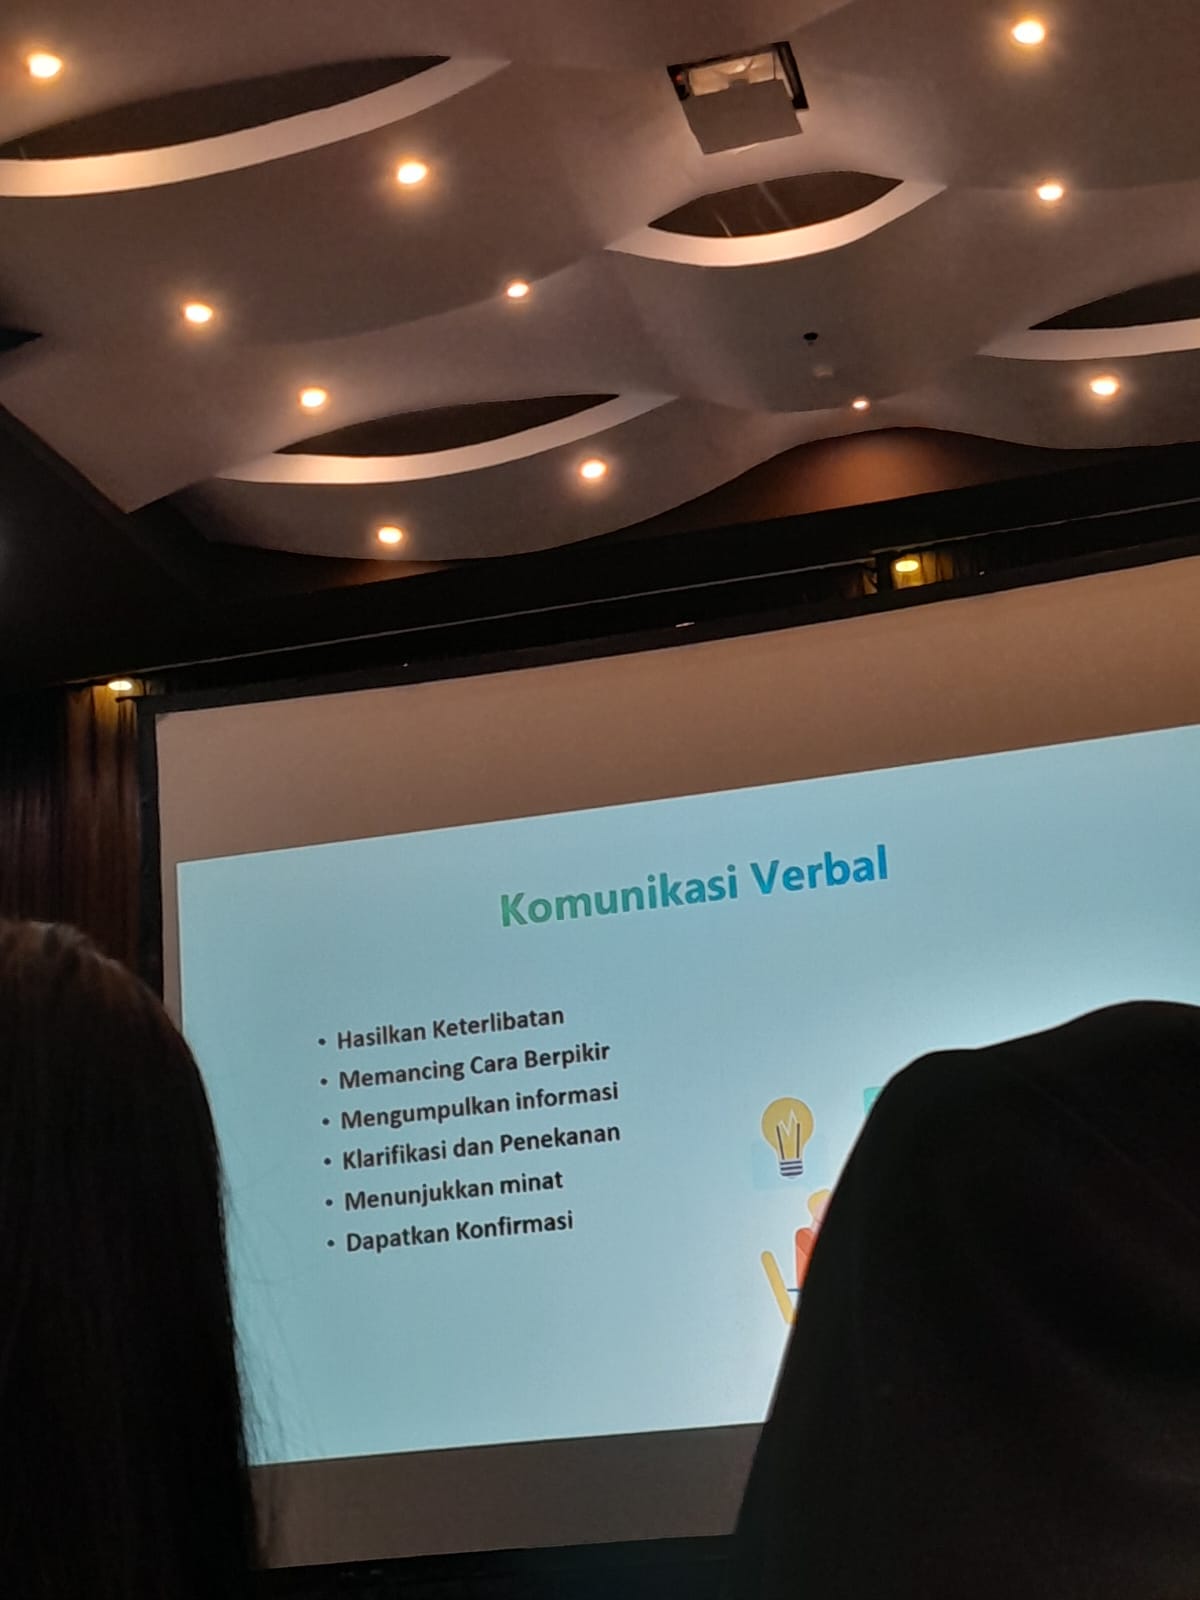 Komunikasi Verbal
• Hasilkan Keterlibatan
• Memancing Cara Berpikir
• Mengumpulkan informasi
• Klarifikasi dan Penekanan
• Menunjukkan minat
• Dapatkan Konfirmasi